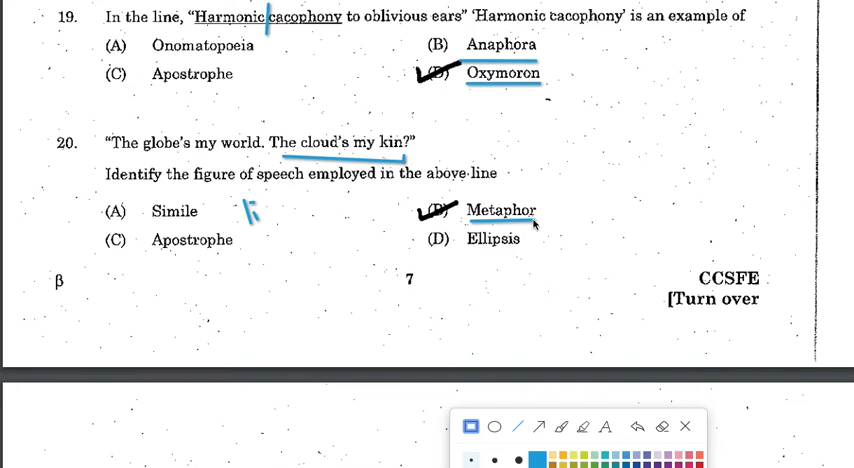 19. In the line, “Harmonic cacophony to oblivious ears” ‘Harmonic cacophony’ is an example of
(A) Onomatopoeia (B) Anaphora
(C) Apostrophe (D) Oxymoron
20. “The globe’s my world. The cloud’s my kin?”
Identify the figure of speech employed in the above line
(A) Simile (B) Metaphor
(C) Apostrophe (D) Ellipsis
β 7 CCSFE
[Turn over
A